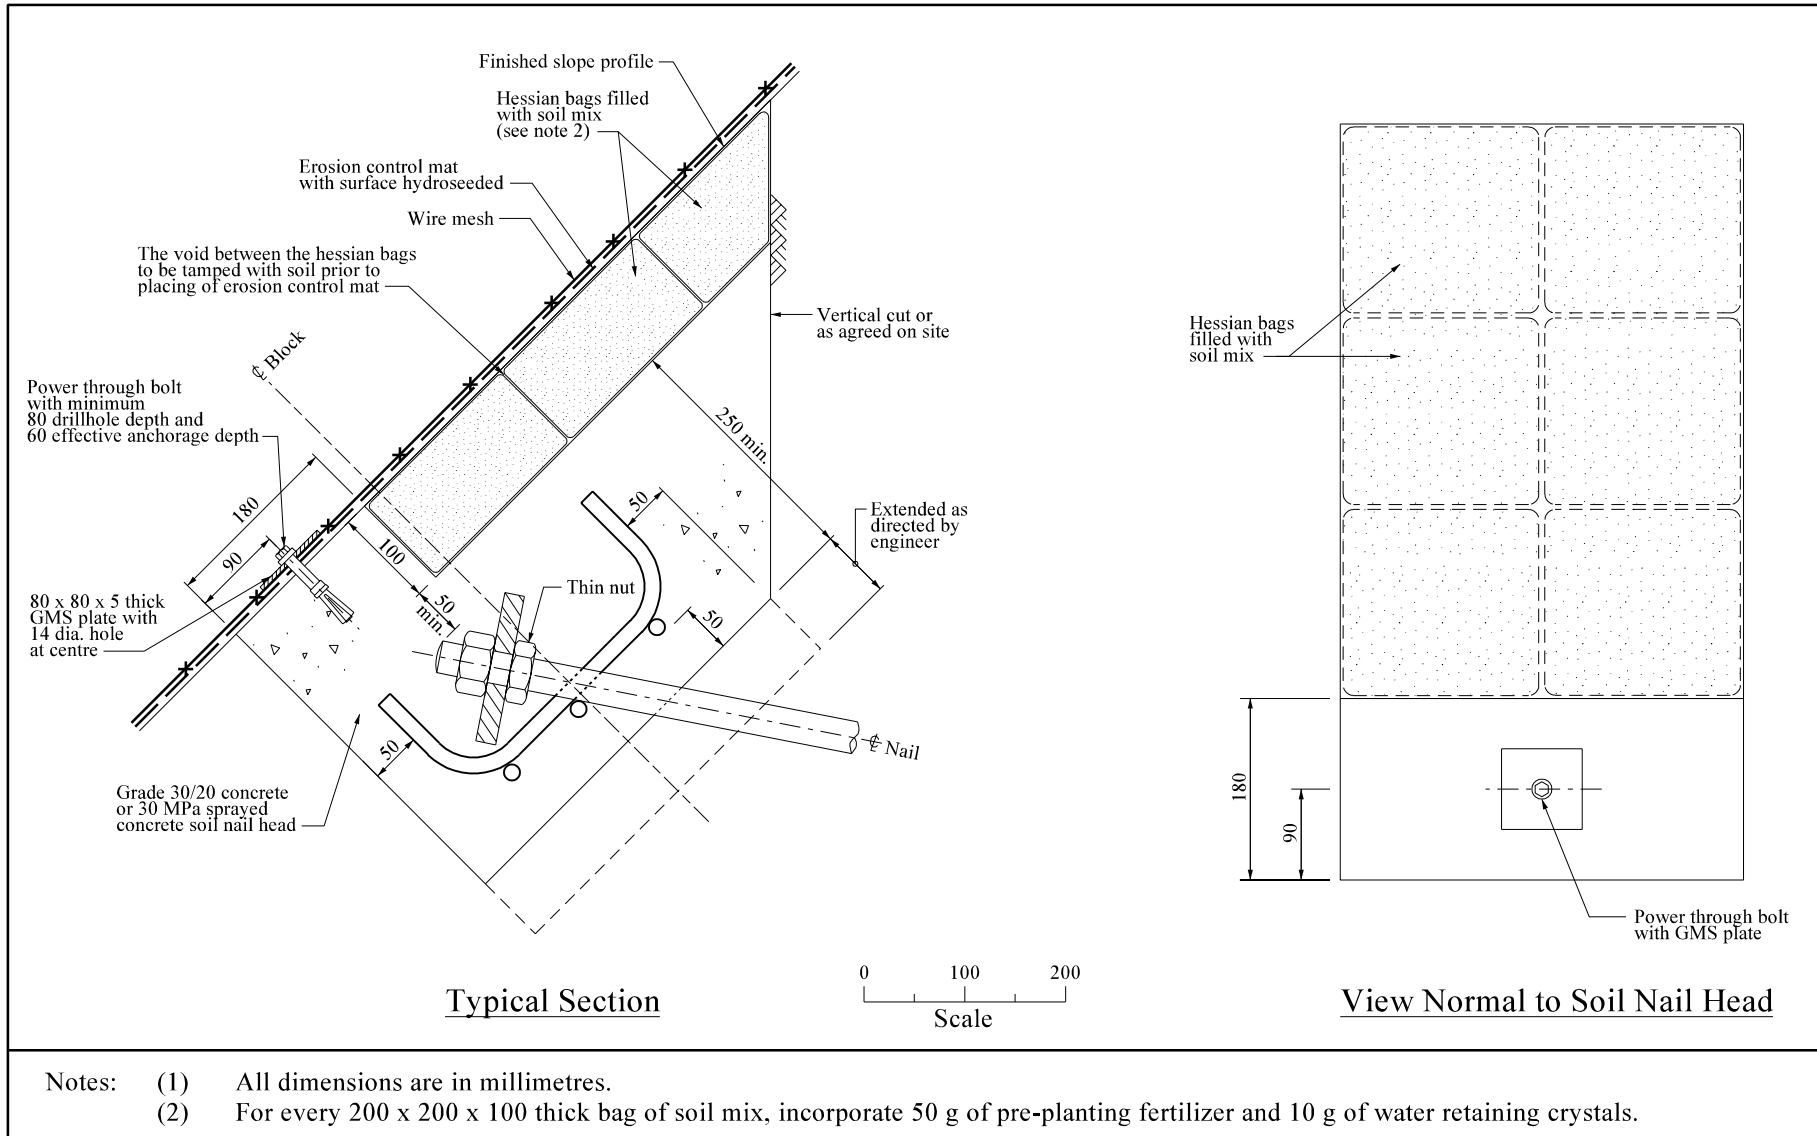 Finished slope profile
Hessian bags filled
with soil mix
(see note 2)
Erosion control mat
with surface hydroseeded
Wire mesh
The void between the hessian bags
to be tamped with soil prior to
placing of erosion control mat
℄ Block
Vertical cut or
as agreed on site
Power through bolt
with minimum
80 drillhole depth and
60 effective anchorage depth
250 min.
180
90
100
50
min.
50
Extended as
directed by
engineer
Thin nut
50
80 x 80 x 5 thick
GMS plate with
14 dia. hole
at centre
50
℄ Nail
Grade 30/20 concrete
or 30 MPa sprayed
concrete soil nail head
Typical Section
0 100 200
Scale
Hessian bags
filled with
soil mix
180
90
Power through bolt
with GMS plate
View Normal to Soil Nail Head
Notes: (1) All dimensions are in millimetres.
(2) For every 200 x 200 x 100 thick bag of soil mix, incorporate 50 g of pre-planting fertilizer and 10 g of water retaining crystals.